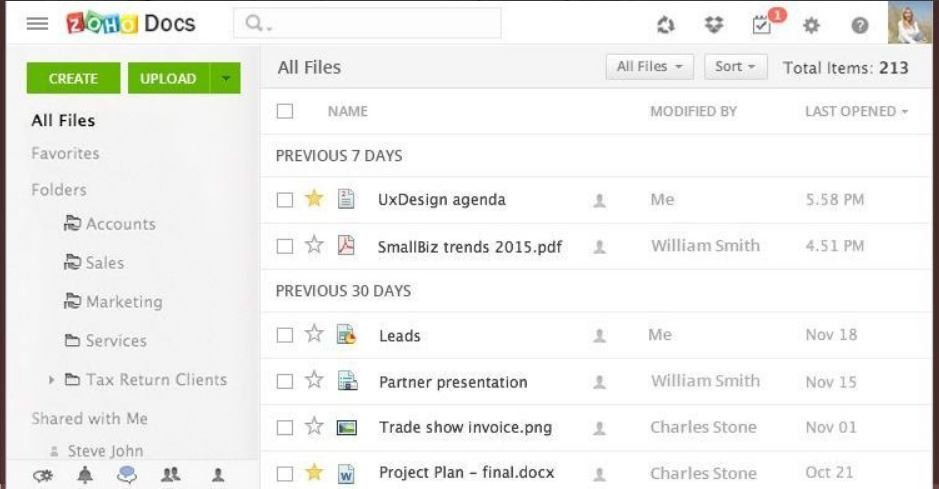 ZOHO Docs
1
CREATE UPLOAD
All Files
Favorites
Folders
Accounts
Sales
Marketing
Services
Tax Return Clients
Shared with Me
Steve John
All Files All Files Sort Total Items: 213
NAME MODIFIED BY LAST OPENED
PREVIOUS 7 DAYS
UxDesign agenda Me 5.58 PM
SmallBiz trends 2015.pdf William Smith 4.51 PM
PREVIOUS 30 DAYS
Leads Me Nov 18
Partner presentation William Smith Nov 15
Trade show invoice.png Charles Stone Nov 01
W Project Plan - final.docx Charles Stone Oct 21